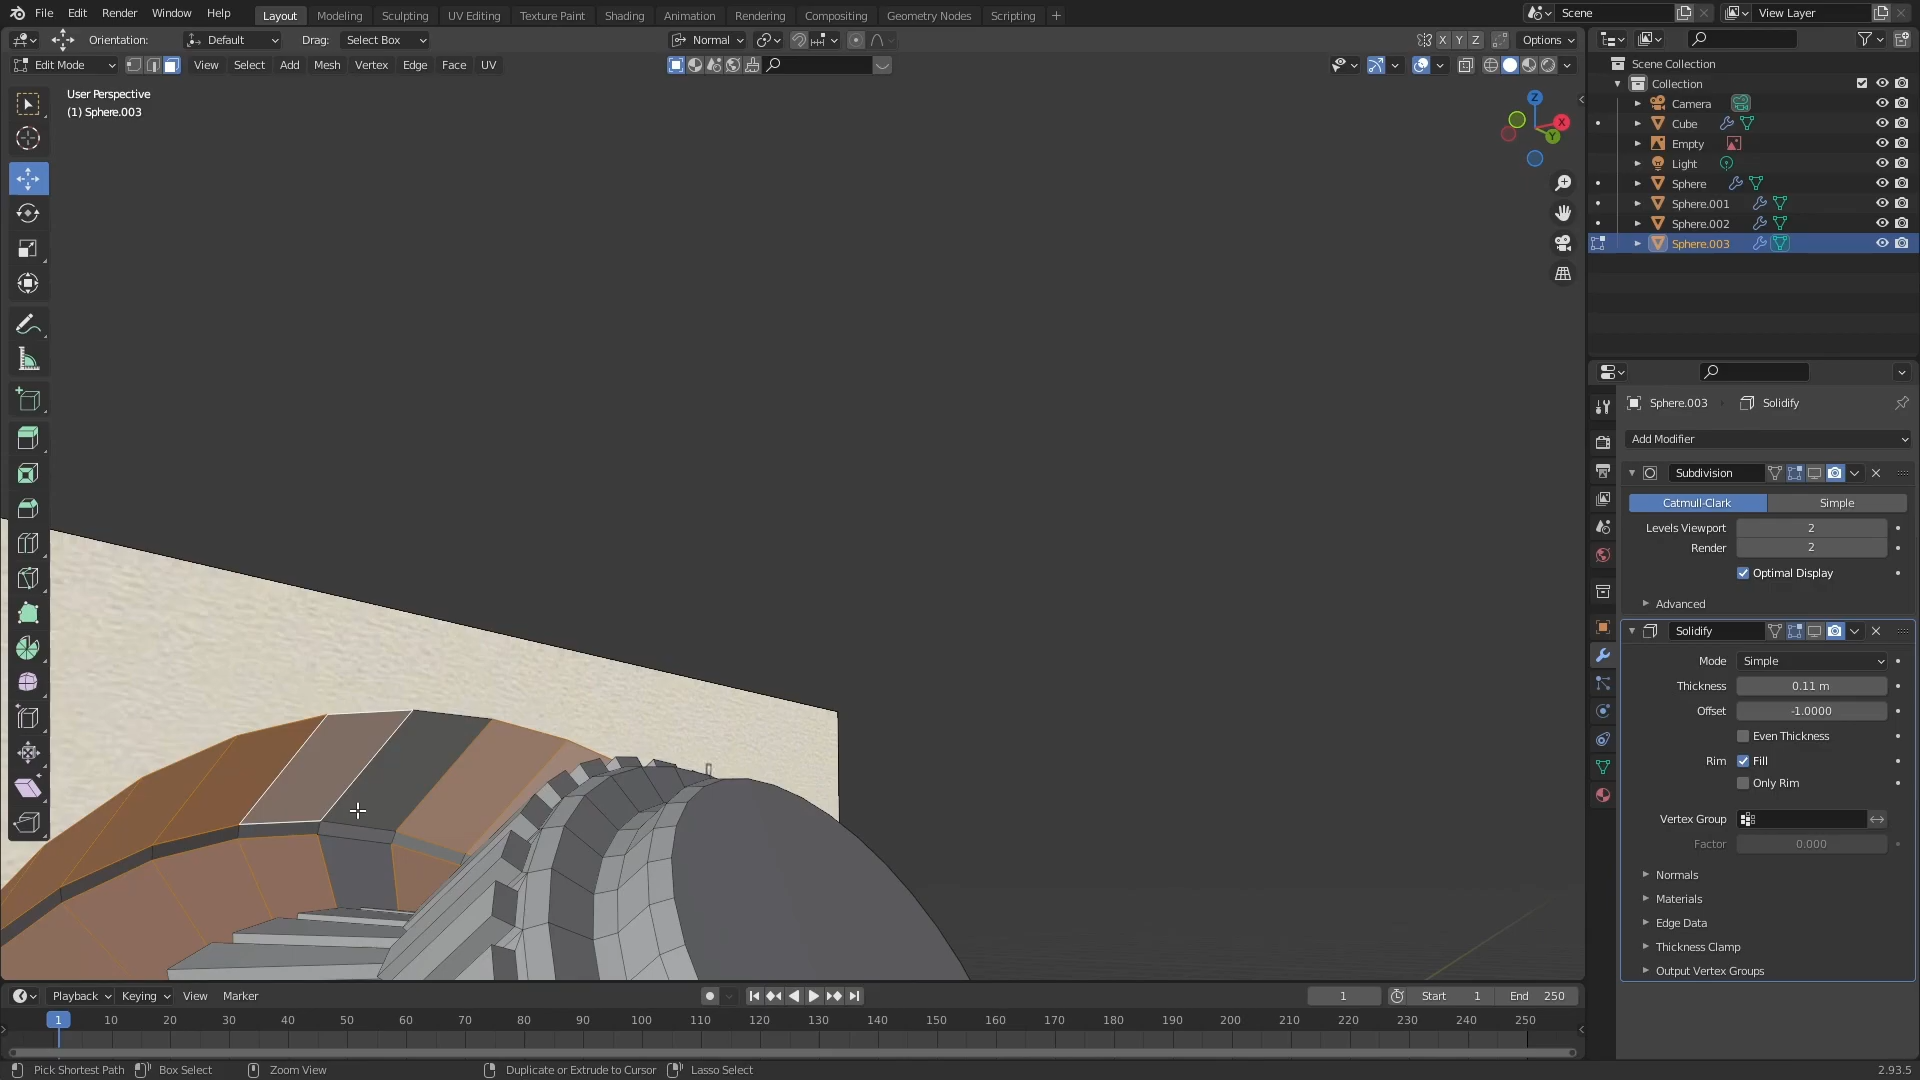 File Edit Render Window Help Layout Modeling Sculpting UV Editing Texture Paint Shading Animation Rendering Compositing Geometry Nodes Scripting + Scene View Layer
Orientation: Default Drag: Select Box Normal X Y Z Options
Edit Mode View Select Add Mesh Vertex Edge Face UV
User Perspective
(1) Sphere.003
Z
X
Y
Scene Collection
Collection
Camera
Cube
Empty
Light
Sphere
Sphere.001
Sphere.002
Sphere.003
Sphere.003 Solidify
Add Modifier
Subdivision
Catmull-Clark Simple
Levels Viewport 2
Render 2
Optimal Display
Advanced
Solidify
Mode Simple
Thickness 0.11 m
Offset -1.0000
Even Thickness
Rim Fill
Only Rim
Vertex Group
Factor 0.000
Normals
Materials
Edge Data
Thickness Clamp
Output Vertex Groups
Playback Keying View Marker 1 Start 1 End 250
1 10 20 30 40 50 60 70 80 90 100 110 120 130 140 150 160 170 180 190 200 210 220 230 240 250
Pick Shortest Path Box Select Zoom View Duplicate or Extrude to Cursor Lasso Select 2.93.5